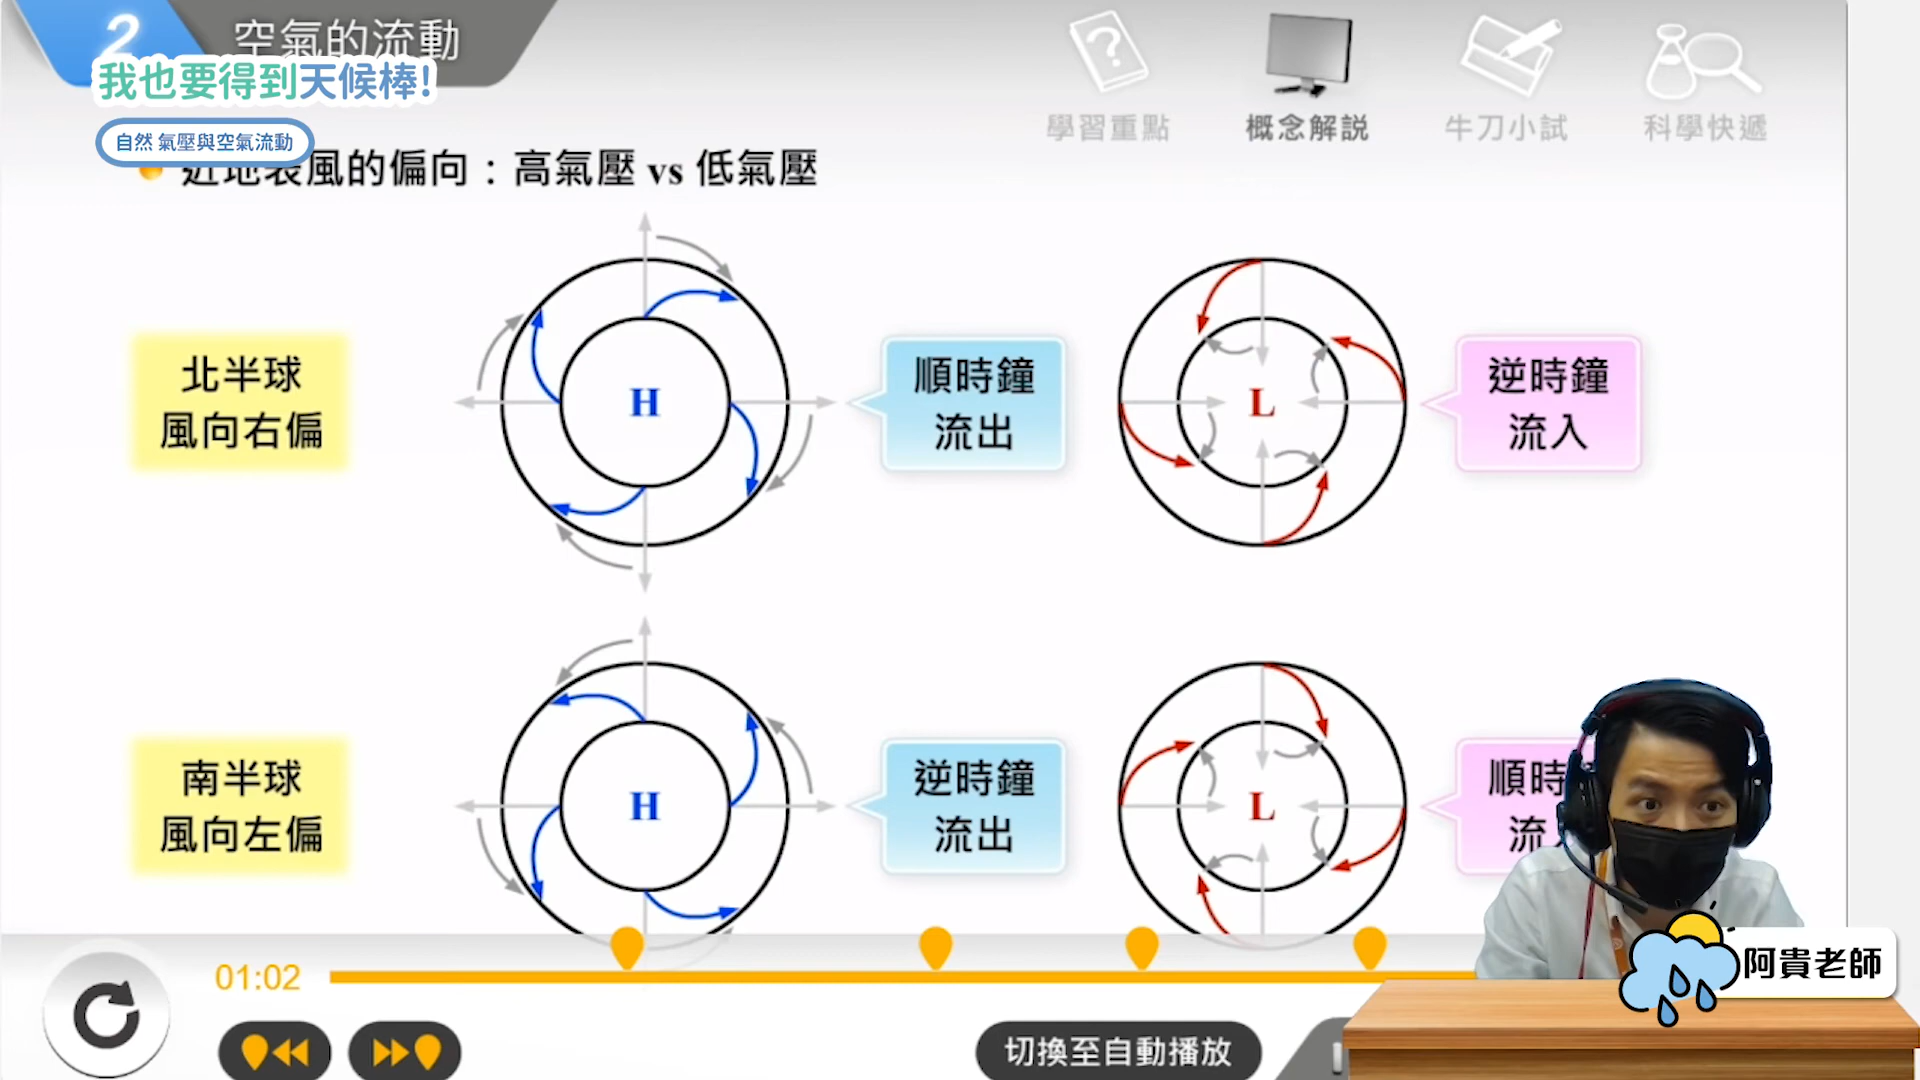 2
空氣的流動
我也要得到天候棒!
自然 氣壓與空氣流動
學習重點
概念解說
牛刀小試
科學快遞
近地表風的偏向：高氣壓 vs 低氣壓
北半球
風向右偏
H
順時鐘
流出
L
逆時鐘
流入
南半球
風向左偏
H
逆時鐘
流出
L
順時
流
阿貴老師
01:02
切換至自動播放